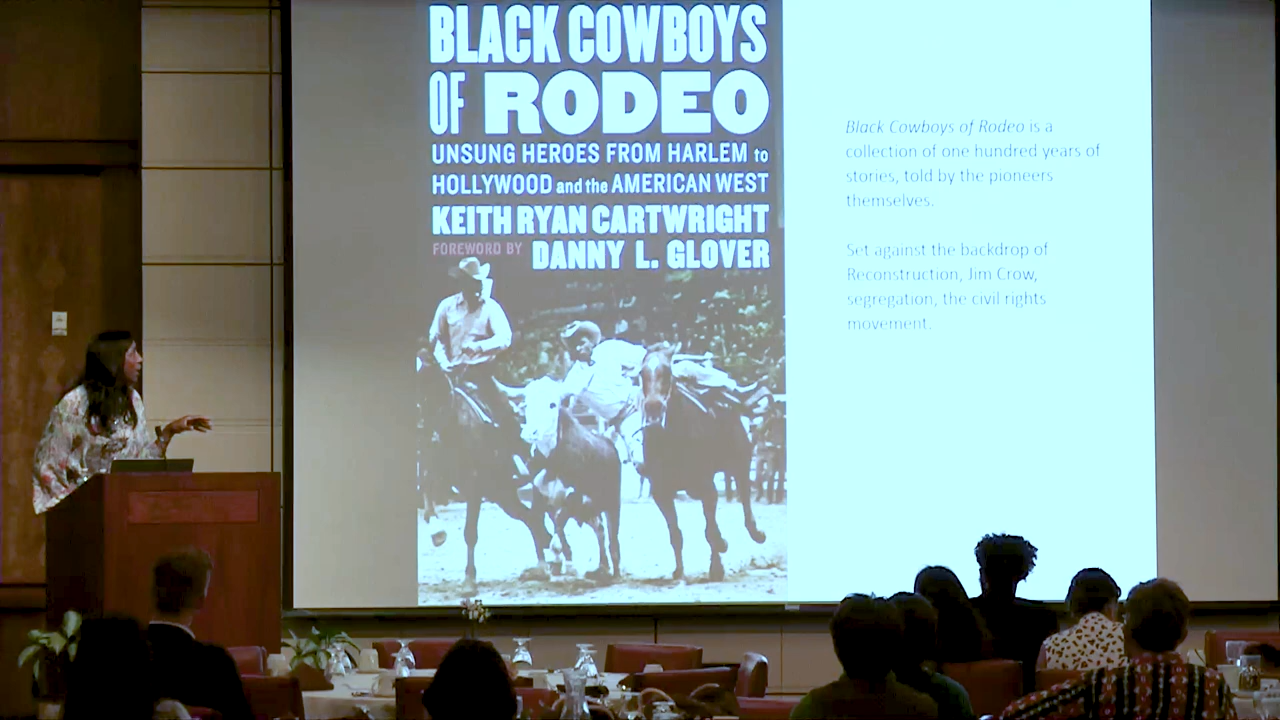 BLACK COWBOYS
OF RODEO
UNSUNG HEROES FROM HARLEM to
HOLLYWOOD and the AMERICAN WEST
KEITH RYAN CARTWRIGHT
FOREWORD BY DANNY L. GLOVER
Black Cowboys of Rodeo is a
collection of one hundred years of
stories, told by the pioneers
themselves.
Set against the backdrop of
Reconstruction, Jim Crow,
segregation, the civil rights
movement.